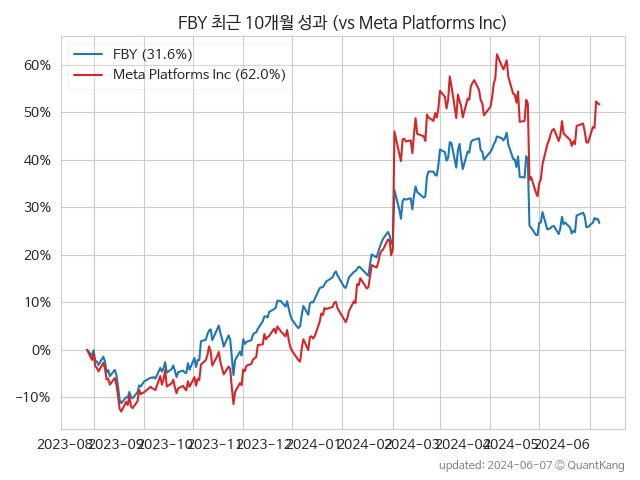 FBY 최근 10개월 성과 (vs Meta Platforms Inc)
FBY (31.6%)
Meta Platforms Inc (62.0%)
60%
50%
40%
30%
20%
10%
0%
−10%
2023-08 2023-09 2023-10 2023-11 2023-12 2024-01 2024-02 2024-03 2024-04 2024-05 2024-06
updated: 2024-06-07 © QuantKang